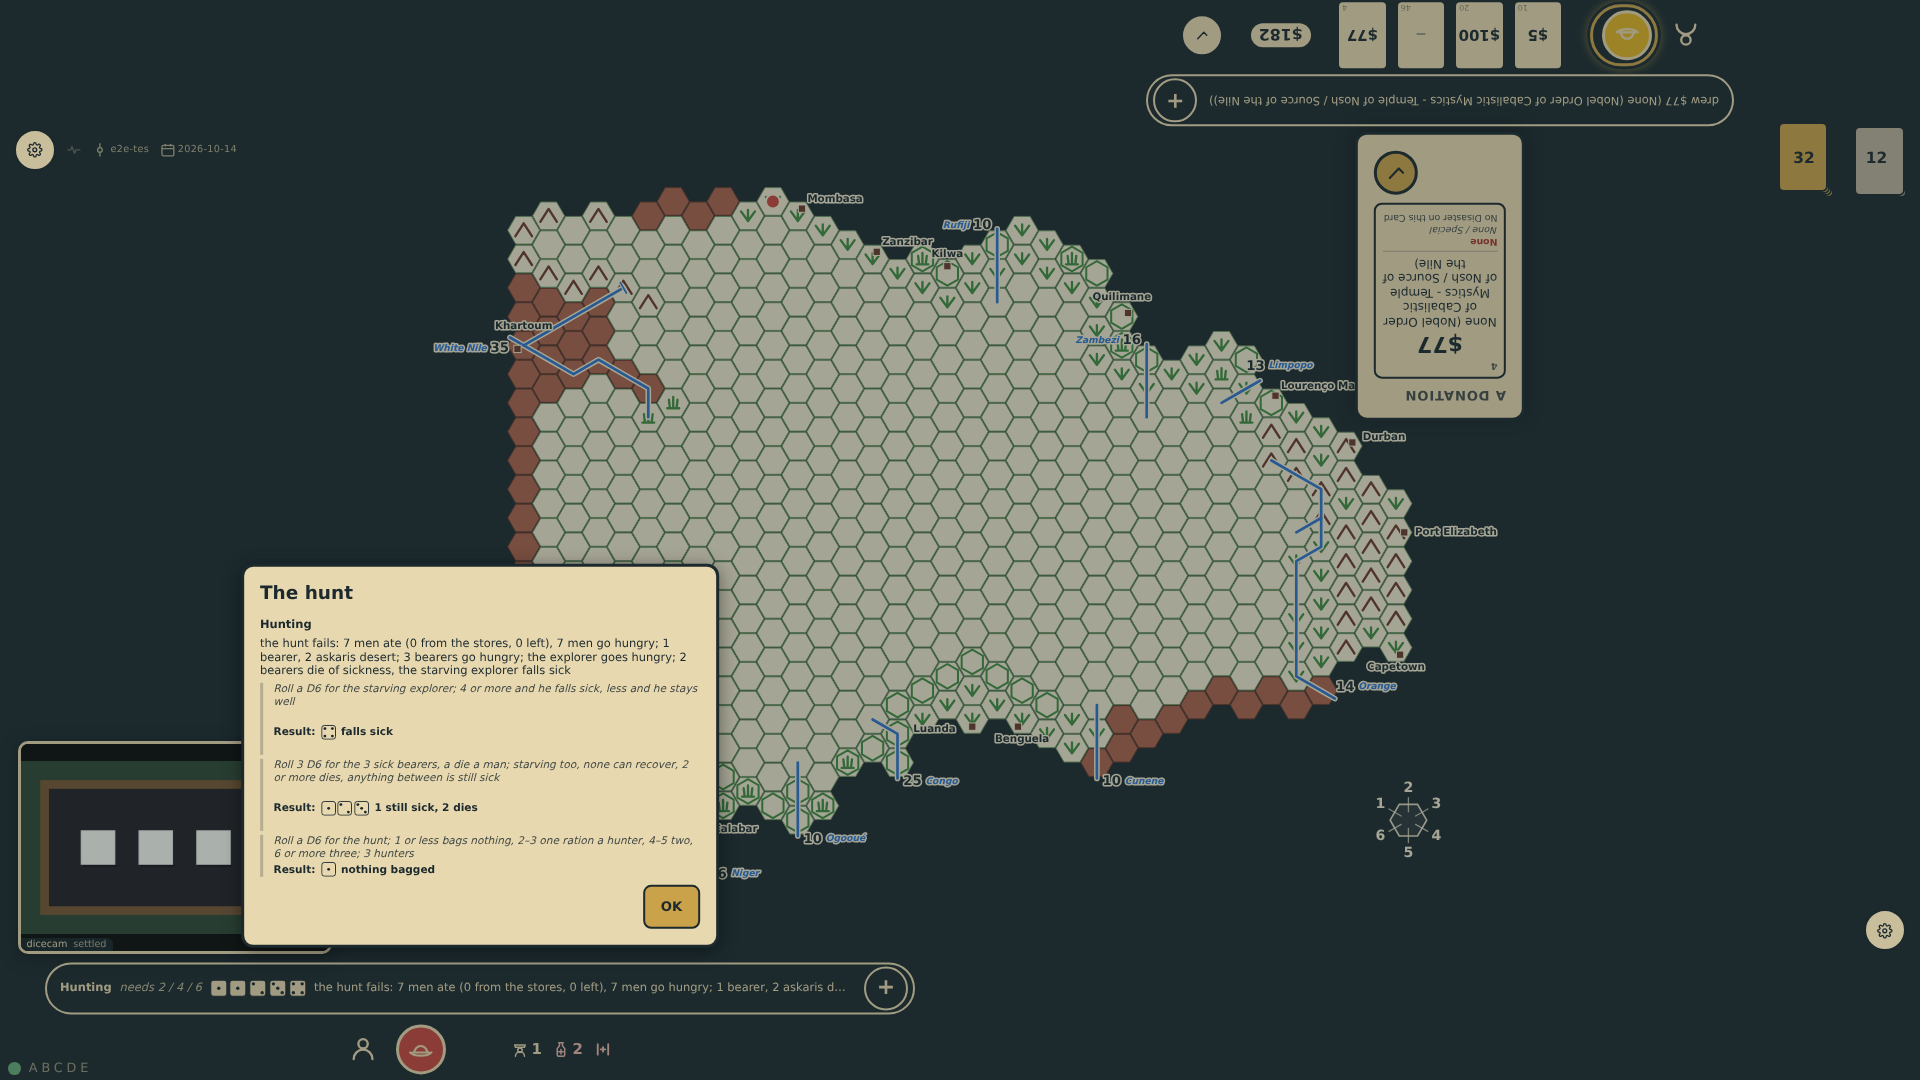 $182
4
$77
46
–
20
$100
10
$5
drew $77 (None (Nobel Order of Cabalistic Mystics - Temple of Nosh / Source of the Nile))
e2e-tes
2026-10-14
32
12
A DONATION
4
$77
None (Nobel Order
of Cabalistic
Mystics - Temple
of Nosh / Source of
the Nile)
None
None / Special
No Disaster on this Card
Mombasa
Rufiji 10
Zanzibar
Kilwa
Quilimane
Khartoum
White Nile 35
Zambezi 16
13 Limpopo
Lourenço Ma
Durban
Port Elizabeth
Capetown
14 Orange
Luanda
Benguela
25 Congo
10 Cunene
alabar
10 Ogooué
6 Niger
2
1 3
6 4
5
The hunt
Hunting
the hunt fails: 7 men ate (0 from the stores, 0 left), 7 men go hungry; 1
bearer, 2 askaris desert; 3 bearers go hungry; the explorer goes hungry; 2
bearers die of sickness, the starving explorer falls sick
Roll a D6 for the starving explorer; 4 or more and he falls sick, less and he stays
well
Result: falls sick
Roll 3 D6 for the 3 sick bearers, a die a man; starving too, none can recover, 2
or more dies, anything between is still sick
Result: 1 still sick, 2 dies
Roll a D6 for the hunt; 1 or less bags nothing, 2–3 one ration a hunter, 4–5 two,
6 or more three; 3 hunters
Result: nothing bagged
OK
dicecam settled
Hunting needs 2 / 4 / 6 the hunt fails: 7 men ate (0 from the stores, 0 left), 7 men go hungry; 1 bearer, 2 askaris d...
1 2
A B C D E